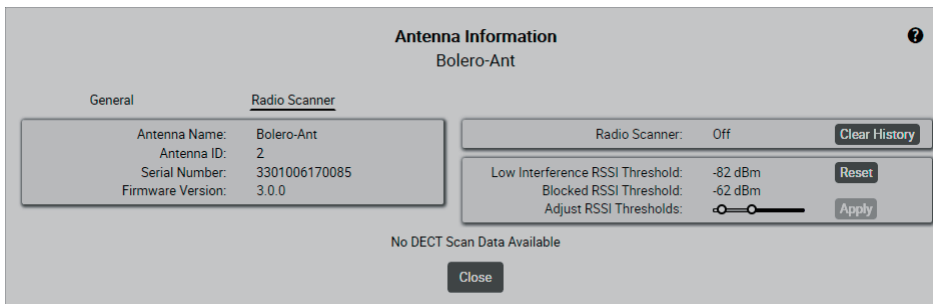 Antenna Information
?
Bolero-Ant
General
Radio Scanner
Antenna Name: Bolero-Ant
Antenna ID: 2
Serial Number: 3301006170085
Firmware Version: 3.0.0
Radio Scanner: Off Clear History
Low Interference RSSI Threshold: -82 dBm Reset
Blocked RSSI Threshold: -62 dBm
Adjust RSSI Thresholds: Apply
No DECT Scan Data Available
Close